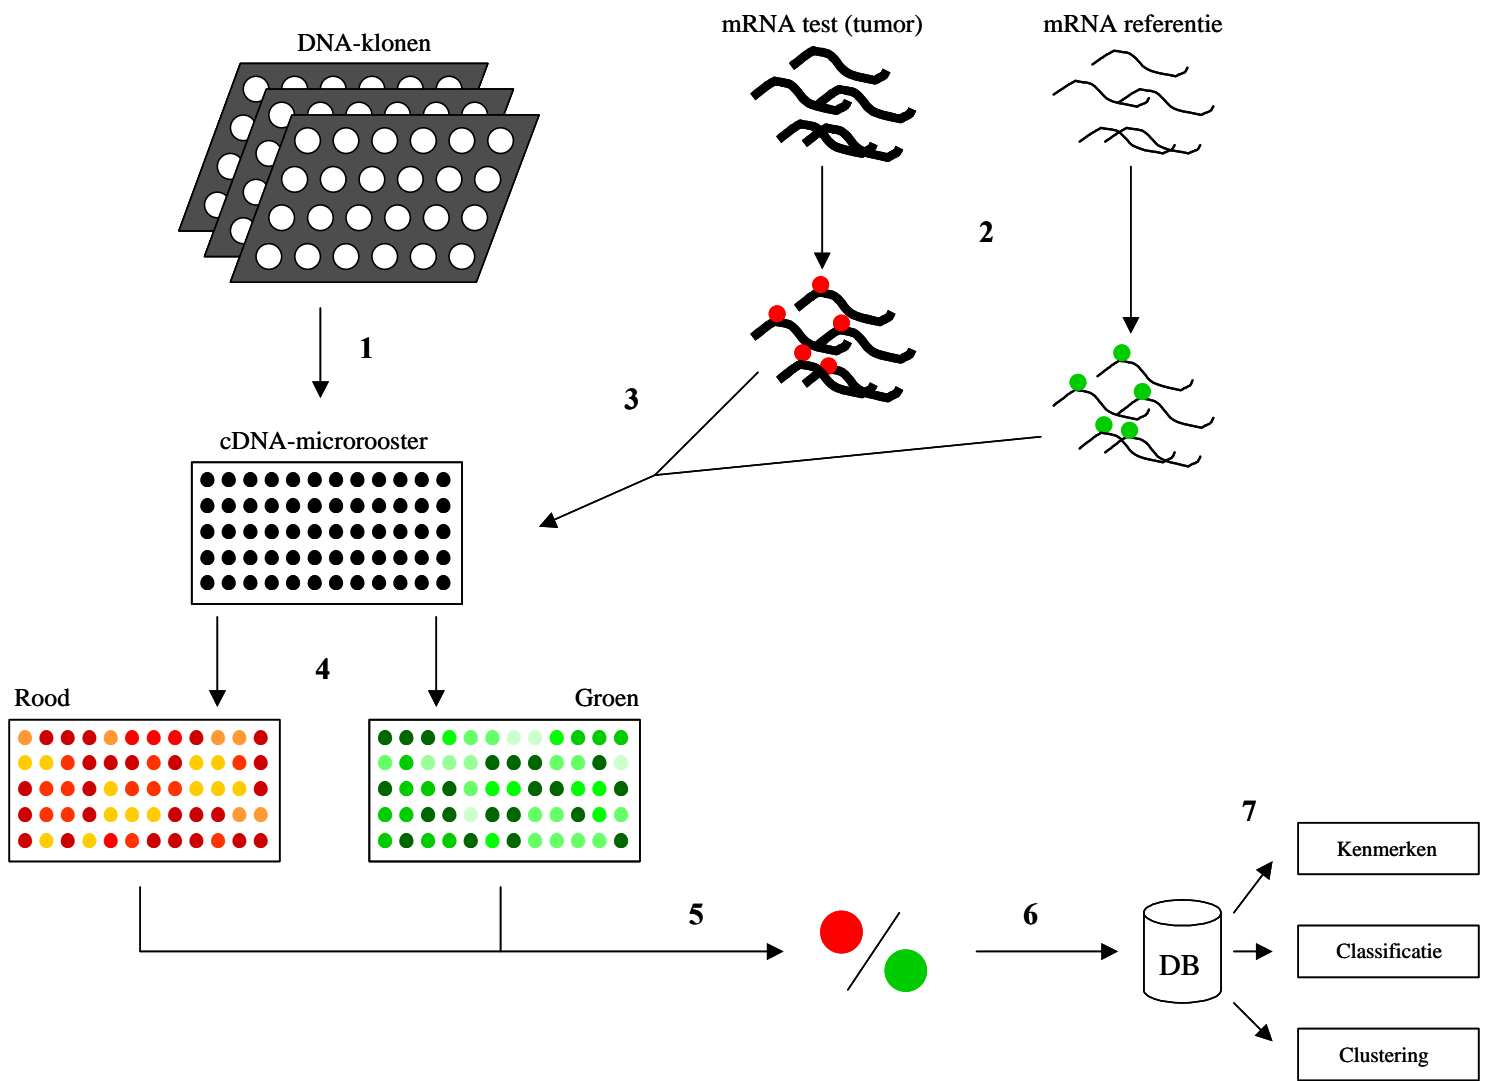 mRNA test (tumor)
mRNA referentie
DNA-klonen
2
1
3
cDNA-microrooster
4
Rood
Groen
7
Kenmerken
5
6
Classificatie
DB
Clustering